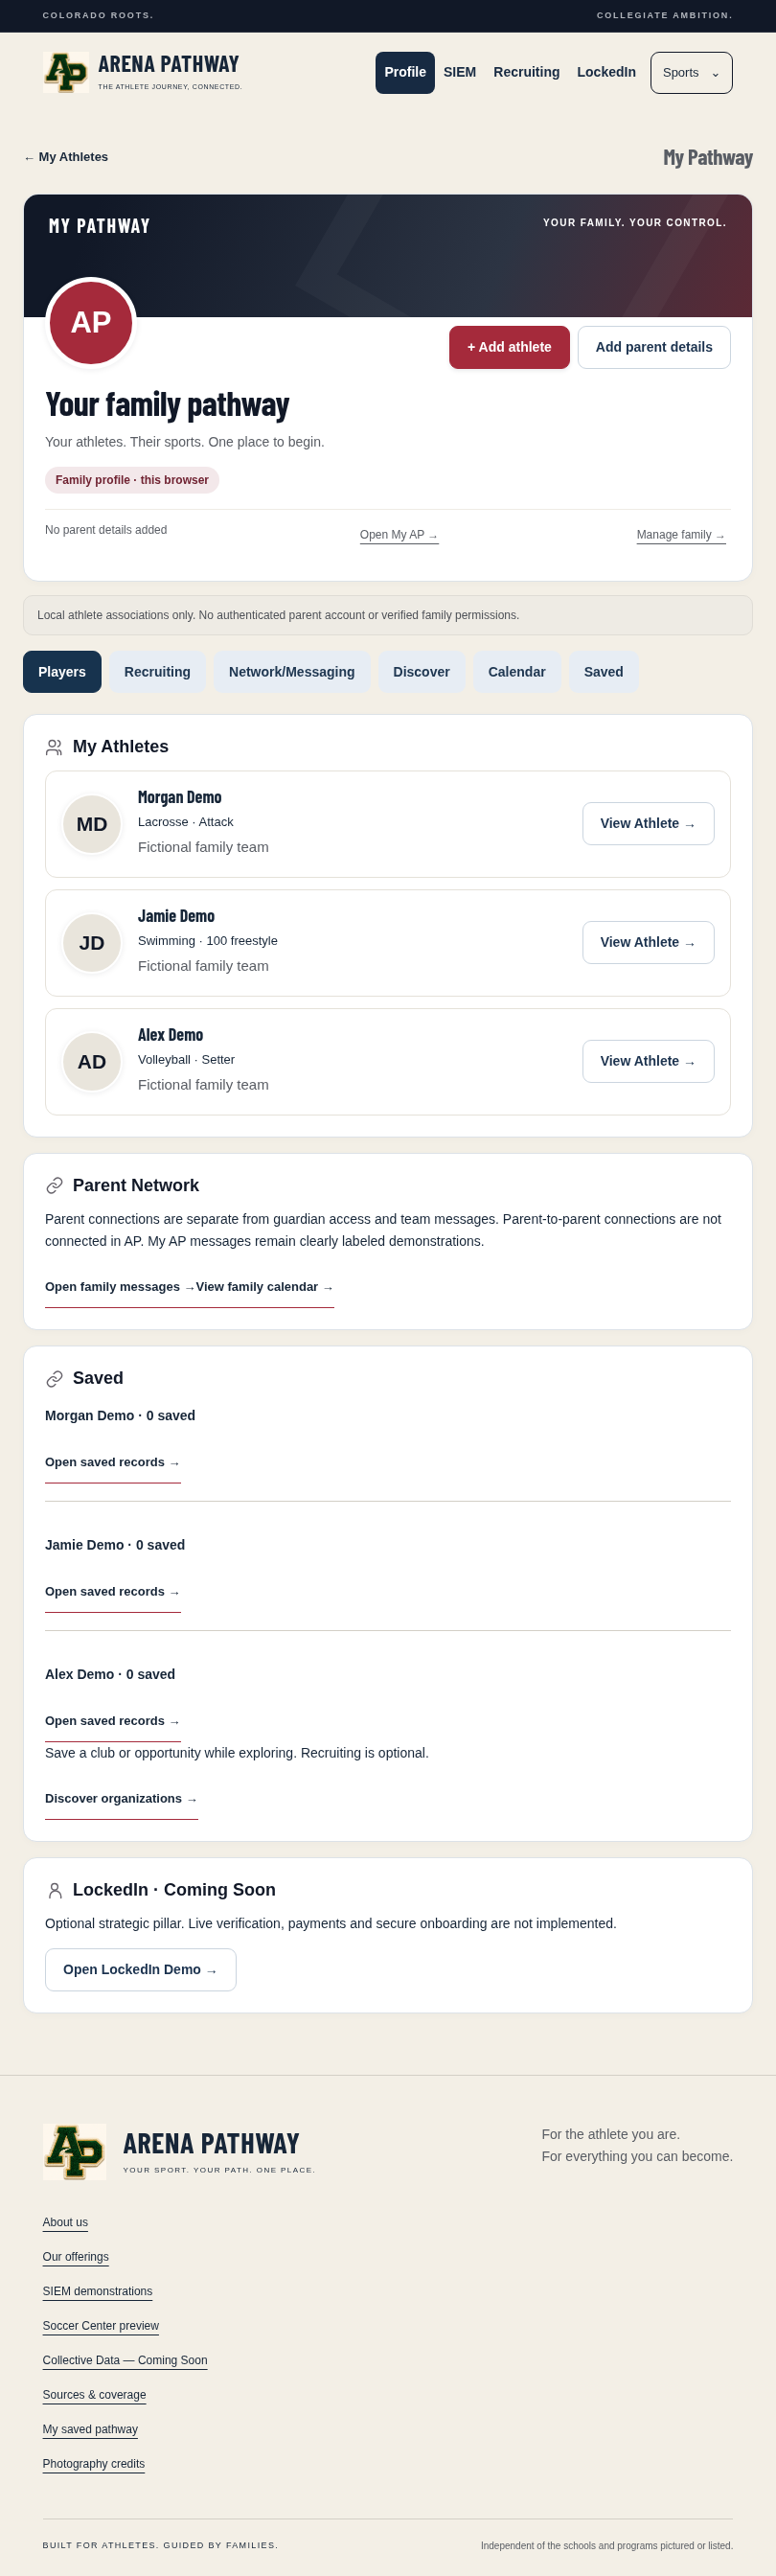 COLORADO ROOTS.
COLLEGIATE AMBITION.
AP
ARENA PATHWAY
THE ATHLETE JOURNEY, CONNECTED.
Profile
SIEM
Recruiting
LockedIn
Sports ⌄
← My Athletes
My Pathway
MY PATHWAY
YOUR FAMILY. YOUR CONTROL.
AP
+ Add athlete
Add parent details
Your family pathway
Your athletes. Their sports. One place to begin.
Family profile · this browser
No parent details added
Open My AP →
Manage family →
Local athlete associations only. No authenticated parent account or verified family permissions.
Players
Recruiting
Network/Messaging
Discover
Calendar
Saved
My Athletes
MD
Morgan Demo
Lacrosse · Attack
Fictional family team
View Athlete →
JD
Jamie Demo
Swimming · 100 freestyle
Fictional family team
View Athlete →
AD
Alex Demo
Volleyball · Setter
Fictional family team
View Athlete →
Parent Network
Parent connections are separate from guardian access and team messages. Parent-to-parent connections are not
connected in AP. My AP messages remain clearly labeled demonstrations.
Open family messages →View family calendar →
Saved
Morgan Demo · 0 saved
Open saved records →
Jamie Demo · 0 saved
Open saved records →
Alex Demo · 0 saved
Open saved records →
Save a club or opportunity while exploring. Recruiting is optional.
Discover organizations →
LockedIn · Coming Soon
Optional strategic pillar. Live verification, payments and secure onboarding are not implemented.
Open LockedIn Demo →
AP
ARENA PATHWAY
YOUR SPORT. YOUR PATH. ONE PLACE.
For the athlete you are.
For everything you can become.
About us
Our offerings
SIEM demonstrations
Soccer Center preview
Collective Data — Coming Soon
Sources & coverage
My saved pathway
Photography credits
BUILT FOR ATHLETES. GUIDED BY FAMILIES.
Independent of the schools and programs pictured or listed.